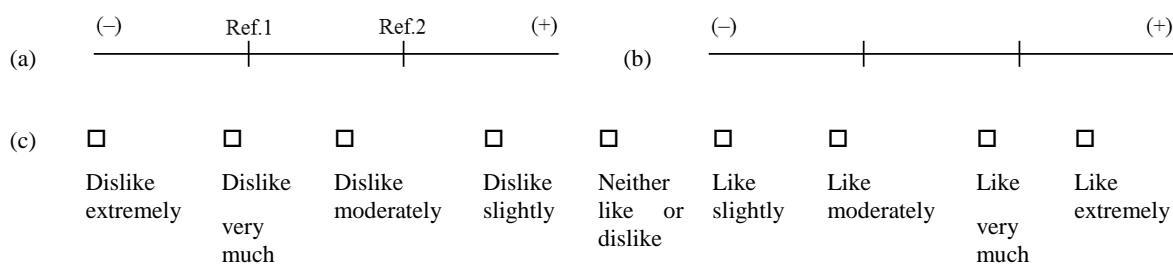 (–) Ref.1 Ref.2 (+) (–) (+)
(a) (b)
(c)
Dislike Dislike Dislike Dislike Neither Like Like Like Like
extremely moderately slightly like or slightly moderately extremely
very dislike very
much much